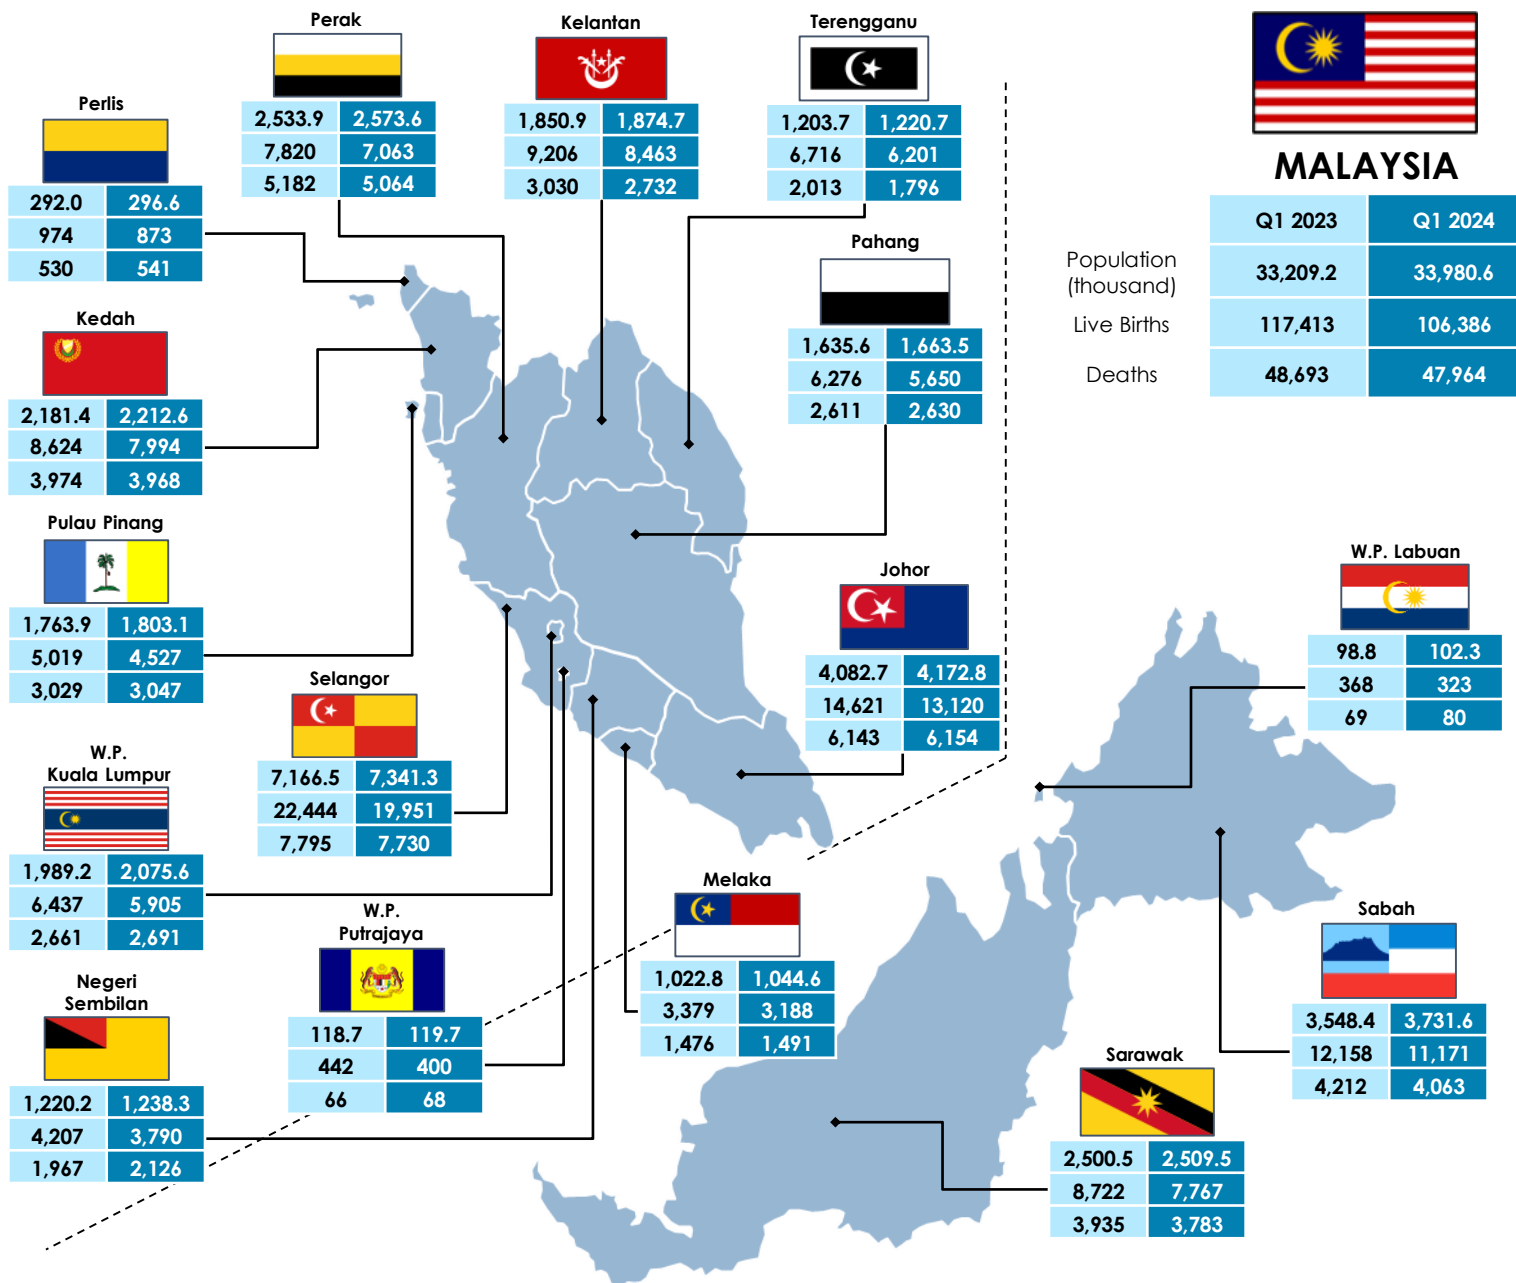 Perak
2,533.9 2,573.6
7,820 7,063
5,182 5,064
Kelantan
1,850.9 1,874.7
9,206 8,463
3,030 2,732
Terengganu
1,203.7 1,220.7
6,716 6,201
2,013 1,796
MALAYSIA
Q1 2023 Q1 2024
Population
(thousand)
33,209.2 33,980.6
Live Births 117,413 106,386
Deaths 48,693 47,964
Perlis
292.0 296.6
974 873
530 541
Pahang
1,635.6 1,663.5
6,276 5,650
2,611 2,630
Kedah
2,181.4 2,212.6
8,624 7,994
3,974 3,968
Pulau Pinang
1,763.9 1,803.1
5,019 4,527
3,029 3,047
Johor
4,082.7 4,172.8
14,621 13,120
6,143 6,154
W.P. Labuan
98.8 102.3
368 323
69 80
Selangor
7,166.5 7,341.3
22,444 19,951
7,795 7,730
W.P.
Kuala Lumpur
1,989.2 2,075.6
6,437 5,905
2,661 2,691
W.P.
Putrajaya
118.7 119.7
442 400
66 68
Melaka
1,022.8 1,044.6
3,379 3,188
1,476 1,491
Sabah
3,548.4 3,731.6
12,158 11,171
4,212 4,063
Negeri
Sembilan
1,220.2 1,238.3
4,207 3,790
1,967 2,126
Sarawak
2,500.5 2,509.5
8,722 7,767
3,935 3,783